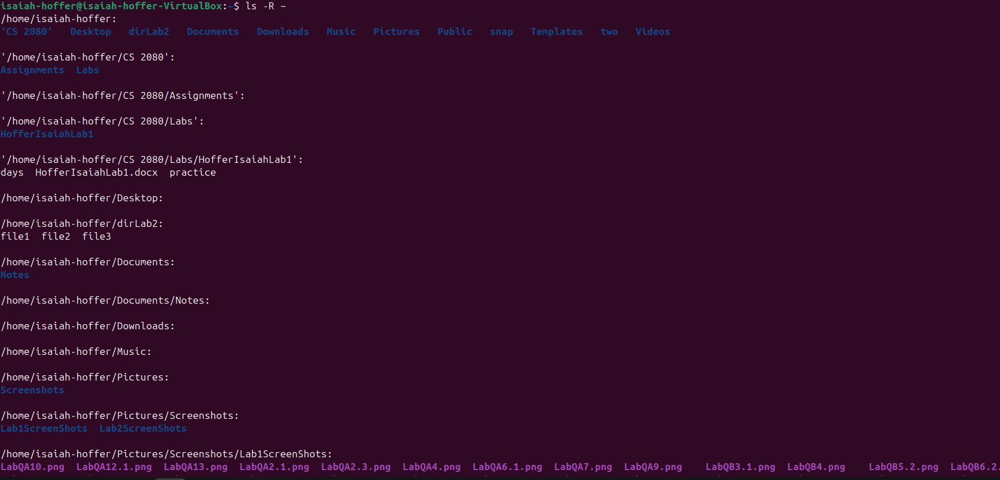 isaiah-hoffer@isaiah-hoffer-VirtualBox:~$ ls -R ~
/home/isaiah-hoffer:
'CS 2080'   Desktop   dirLab2   Documents   Downloads   Music   Pictures   Public   snap   Templates   two   Videos
'/home/isaiah-hoffer/CS 2080':
Assignments  Labs
'/home/isaiah-hoffer/CS 2080/Assignments':
'/home/isaiah-hoffer/CS 2080/Labs':
HofferIsaiahLab1
'/home/isaiah-hoffer/CS 2080/Labs/HofferIsaiahLab1':
days  HofferIsaiahLab1.docx  practice
/home/isaiah-hoffer/Desktop:
/home/isaiah-hoffer/dirLab2:
file1  file2  file3
/home/isaiah-hoffer/Documents:
Notes
/home/isaiah-hoffer/Documents/Notes:
/home/isaiah-hoffer/Downloads:
/home/isaiah-hoffer/Music:
/home/isaiah-hoffer/Pictures:
Screenshots
/home/isaiah-hoffer/Pictures/Screenshots:
Lab1ScreenShots  Lab2ScreenShots
/home/isaiah-hoffer/Pictures/Screenshots/Lab1ScreenShots:
LabQA10.png  LabQA12.1.png  LabQA13.png  LabQA2.1.png  LabQA2.3.png  LabQA4.png  LabQA6.1.png  LabQA7.png  LabQA9.png    LabQB3.1.png  LabQB4.png    LabQB5.2.png  LabQB6.2.